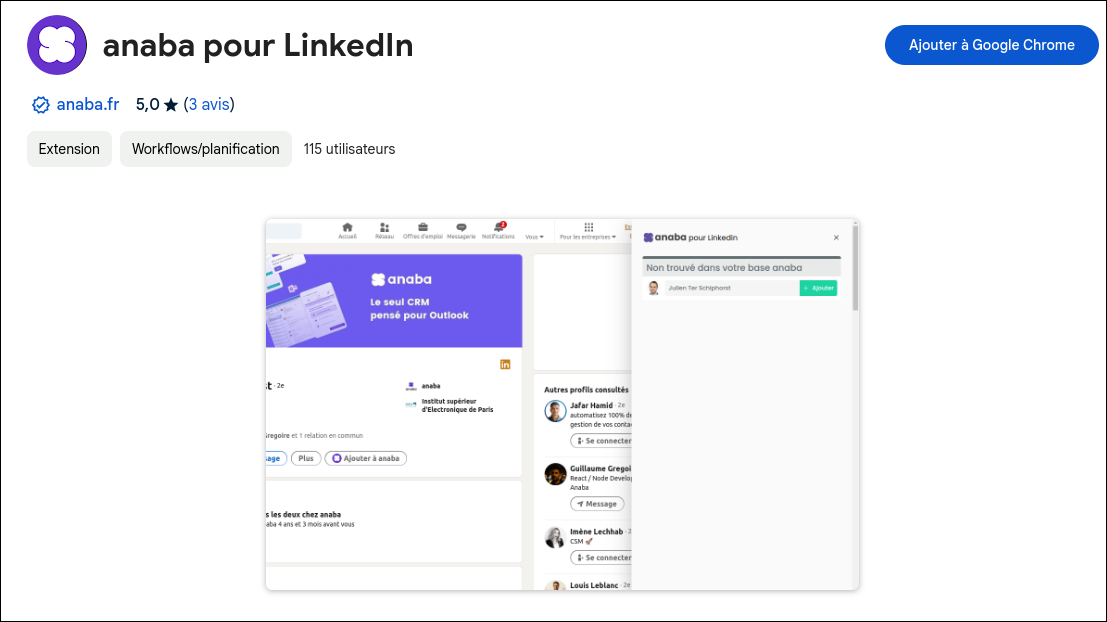 anaba pour LinkedIn
Ajouter à Google Chrome
anaba.fr 5,0 ★ (3 avis)
Extension
Workflows/planification
115 utilisateurs
Accueil
Réseau
Offres d'emploi
Messagerie
Notifications
Vous
Pour les entreprises
anaba
Le seul CRM
pensé pour Outlook
t · 2e
anaba
Institut supérieur
d'Electronique de Paris
Gregoire et 1 relation en commun
sage
Plus
Ajouter à anaba
s les deux chez anaba
aba 4 ans et 3 mois avant vous
Autres profils consultés
Jafar Hamid · 2e
automatisez 100% de
gestion de vos conta
Se connecter
Guillaume Gregoi
React / Node Develop
Anaba
Message
Imène Lechhab · 2
CSM 🚀
Se connecter
Louis Leblanc · 2e
anaba pour Linkedin
×
Non trouvé dans votre base anaba
Julien Ter Schiphorst
+ Ajouter